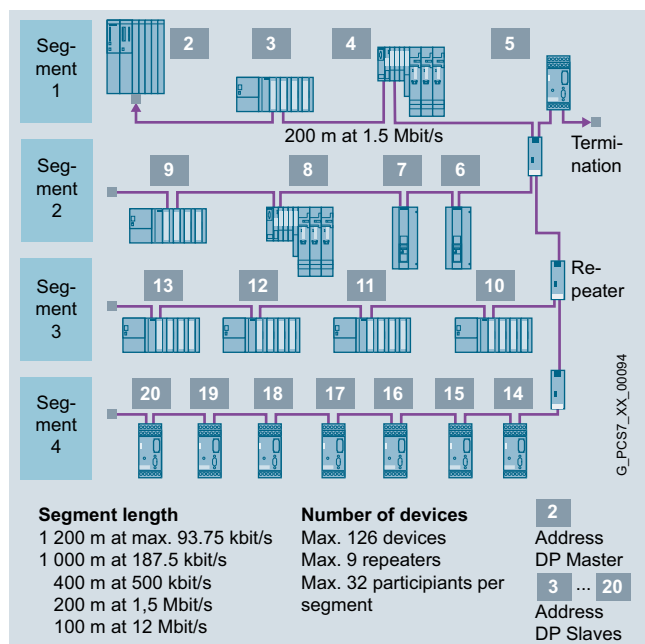 Seg-
ment
1
2
3
4
5
200 m at 1.5 Mbit/s
Termi-
nation
Seg-
ment
2
9
8
7
6
Re-
peater
Seg-
ment
3
13
12
11
10
Seg-
ment
4
20
19
18
17
16
15
14
G_PCS7_XX_00094
Segment length
1 200 m at max. 93.75 kbit/s
1 000 m at 187.5 kbit/s
400 m at 500 kbit/s
200 m at 1,5 Mbit/s
100 m at 12 Mbit/s
Number of devices
Max. 126 devices
Max. 9 repeaters
Max. 32 participiants per
segment
2
Address
DP Master
3 ... 20
Address
DP Slaves